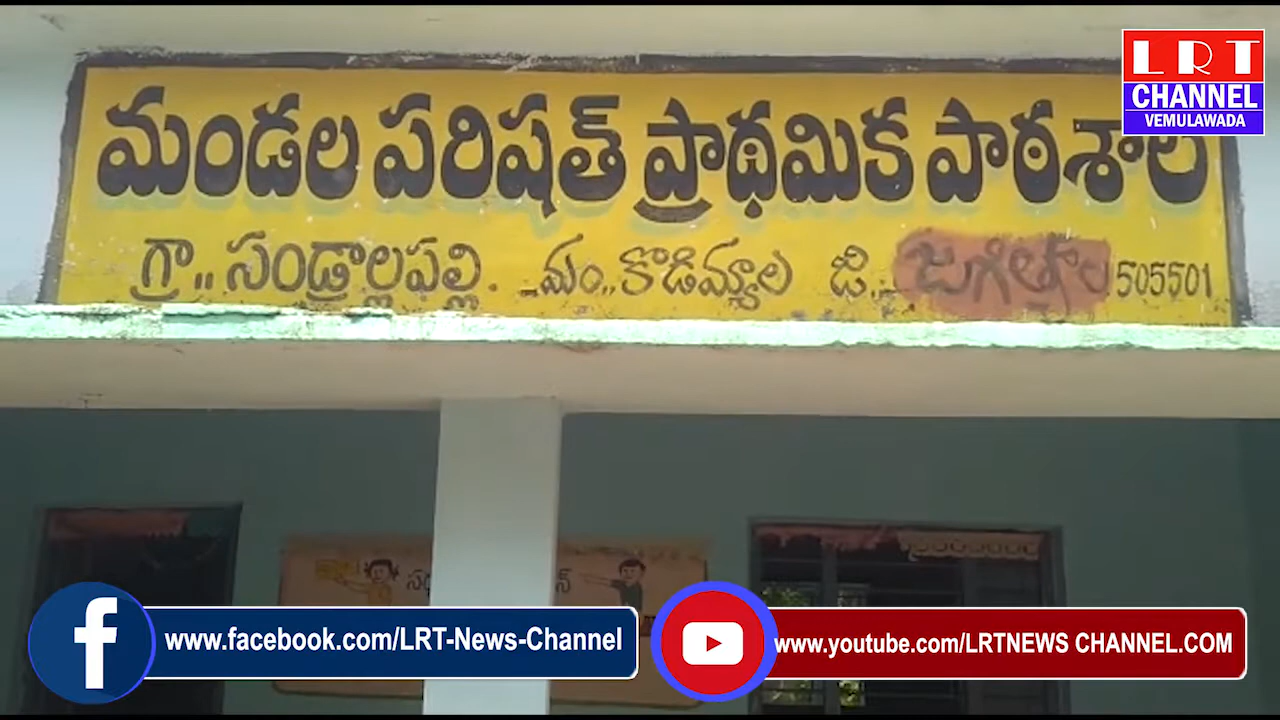 LRT
CHANNEL
VEMULAWADA
మండల పరిషత్ ప్రాథమిక పాఠశాల
గ్రా.. సండ్రాల్లపల్లి. మం.. కొడిమ్యాల జి.. జగిత్యాల 505501
www.facebook.com/LRT-News-Channel
www.youtube.com/LRTNEWS CHANNEL.COM